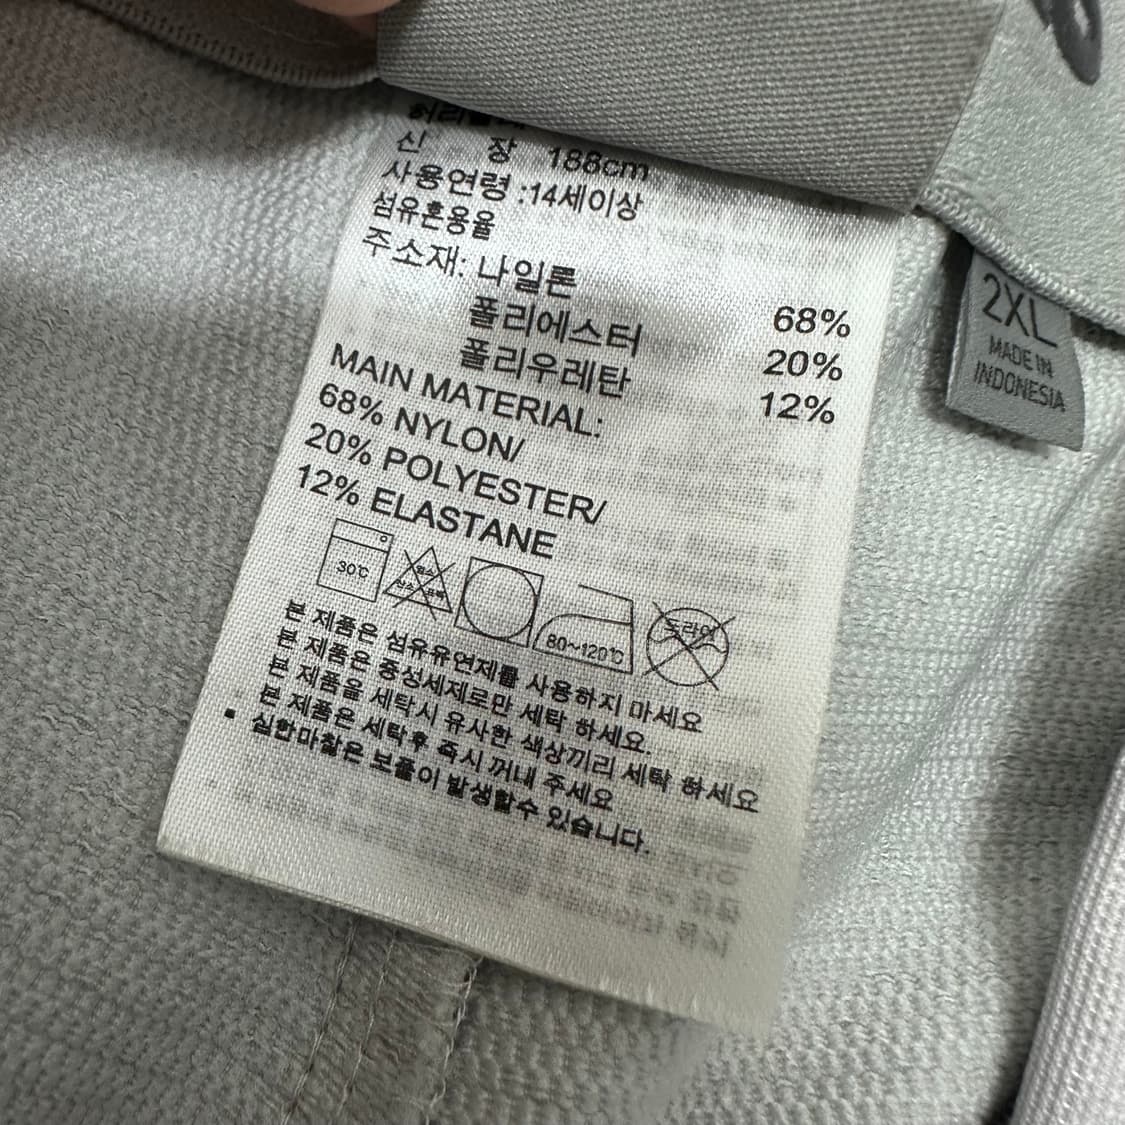 신 장 188cm
사용연령 :14세이상
섬유혼용율
주소재: 나일론 68%
폴리에스터 20%
폴리우레탄 12%
MAIN MATERIAL:
68% NYLON/
20% POLYESTER/
12% ELASTANE
30℃
80~120℃
드라이
본 제품은 섬유유연제를 사용하지 마세요
본 제품은 중성세제로만 세탁 하세요.
본 제품을 세탁시 유사한 색상끼리 세탁 하세요
본 제품은 세탁후 즉시 꺼내 주세요
▪ 심한마찰은 보풀이 발생할수 있습니다.
2XL
MADE IN
INDONESIA